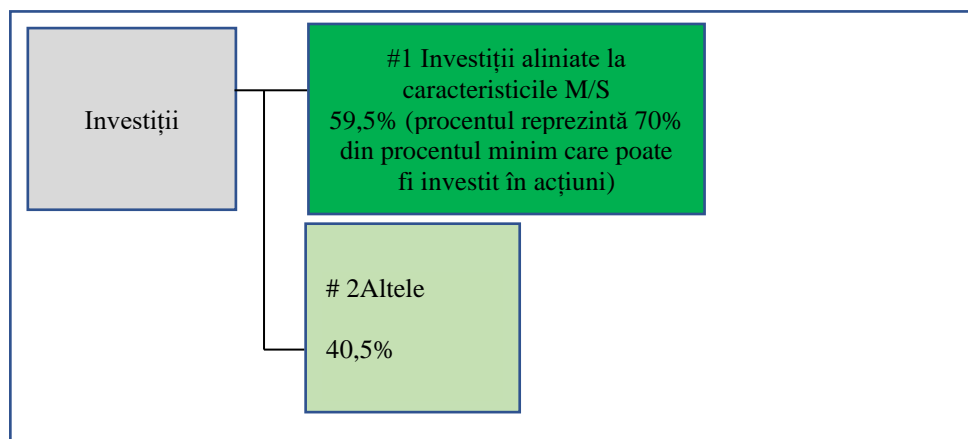 Investiții
#1 Investiții aliniate la
caracteristicile M/S
59,5% (procentul reprezintă 70%
din procentul minim care poate
fi investit în acțiuni)
# 2Altele
40,5%